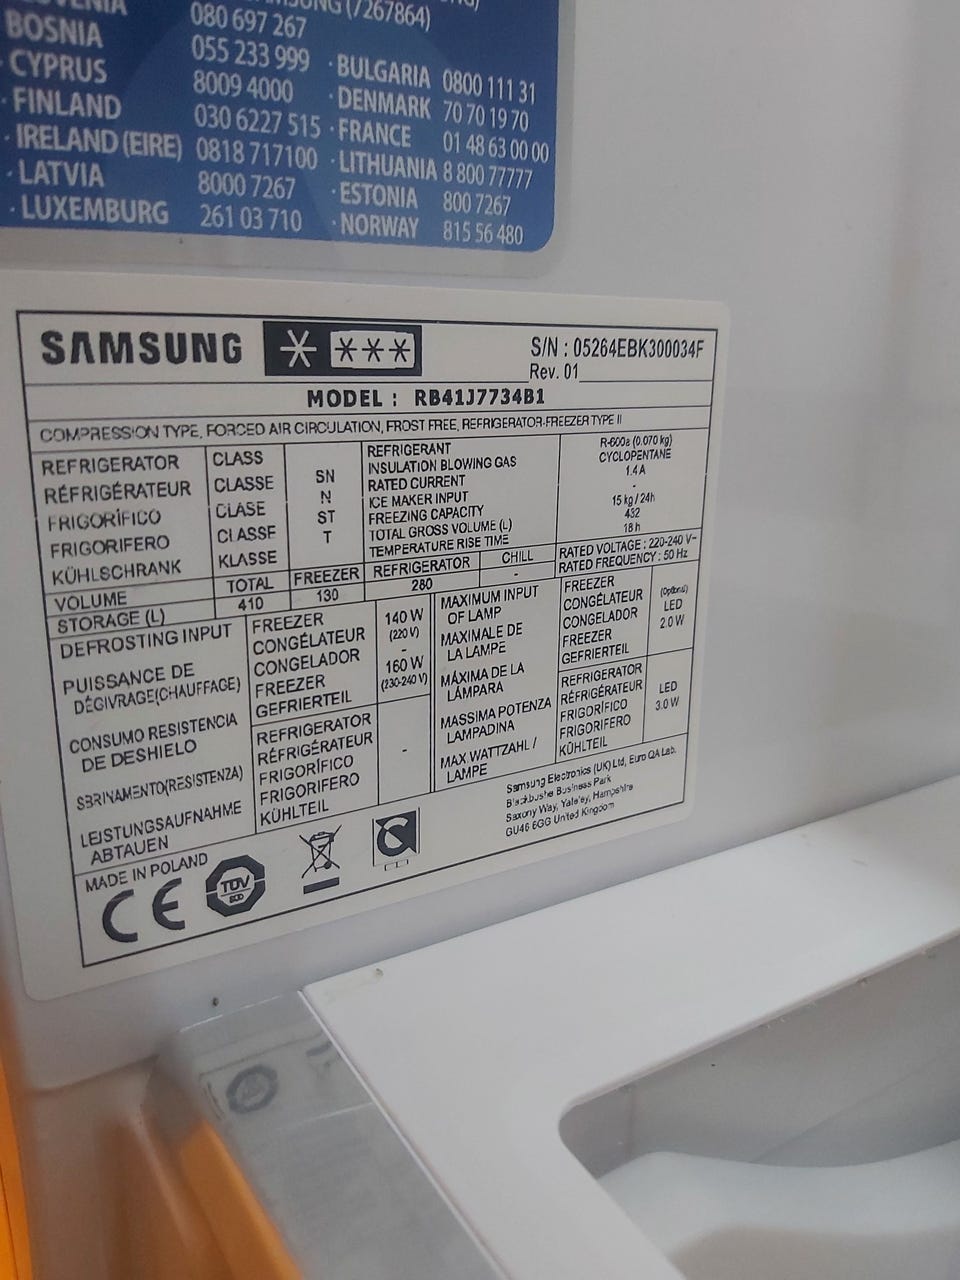 BOSNIA 055 233 999
080 697 267
(7267864)
CYPRUS 8009 4000
FINLAND 030 6227 515
IRELAND (EIRE) 0818 717100
LATVIA 8000 7267
LUXEMBURG 261 03 710
BULGARIA 0800 111 31
DENMARK 70 70 19 70
FRANCE 01 48 63 00 00
LITHUANIA 8 800 77777
ESTONIA 800 7267
NORWAY 815 56 480
SAMSUNG
S/N : 05264EBK300034F
Rev. 01
MODEL : RB41J7734B1
COMPRESSION TYPE, FORCED AIR CIRCULATION, FROST FREE, REFRIGERATOR-FREEZER TYPE II
REFRIGERATOR CLASS
RÉFRIGÉRATEUR CLASSE
FRIGORÍFICO CLASE
FRIGORIFERO CLASSE
KÜHLSCHRANK KLASSE
SN
N
ST
T
REFRIGERANT R-600a (0.070 kg)
INSULATION BLOWING GAS CYCLOPENTANE
RATED CURRENT 1.4 A
ICE MAKER INPUT -
FREEZING CAPACITY 15 kg / 24h
TOTAL GROSS VOLUME (L) 432
TEMPERATURE RISE TIME 18 h
VOLUME TOTAL FREEZER REFRIGERATOR CHILL
STORAGE (L) 410 130 280 -
RATED VOLTAGE : 220-240 V~
RATED FREQUENCY : 50 Hz
DEFROSTING INPUT
PUISSANCE DE
DÉGIVRAGE(CHAUFFAGE)
CONSUMO RESISTENCIA
DE DESHIELO
SBRINAMENTO(RESISTENZA)
LEISTUNGSAUFNAHME
ABTAUEN
FREEZER
CONGÉLATEUR
CONGELADOR
FREEZER
GEFRIERTEIL
140 W
(220 V)
-
160 W
(230-240 V)
REFRIGERATOR
RÉFRIGÉRATEUR
FRIGORÍFICO
FRIGORIFERO
KÜHLTEIL
-
MAXIMUM INPUT
OF LAMP
MAXIMALE DE
LA LAMPE
MÁXIMA DE LA
LÁMPARA
MASSIMA POTENZA
LAMPADINA
MAX WATTZAHL /
LAMPE
FREEZER
CONGÉLATEUR
CONGELADOR
FREEZER
GEFRIERTEIL
(Optional)
LED
2.0 W
REFRIGERATOR
RÉFRIGÉRATEUR
FRIGORÍFICO
FRIGORIFERO
KÜHLTEIL
LED
3.0 W
Samsung Electronics (UK) Ltd, Euro QA Lab.
Blackbushe Business Park
Saxony Way, Yateley, Hampshire
GU46 6GG United Kingdom
MADE IN POLAND
CE
TÜV